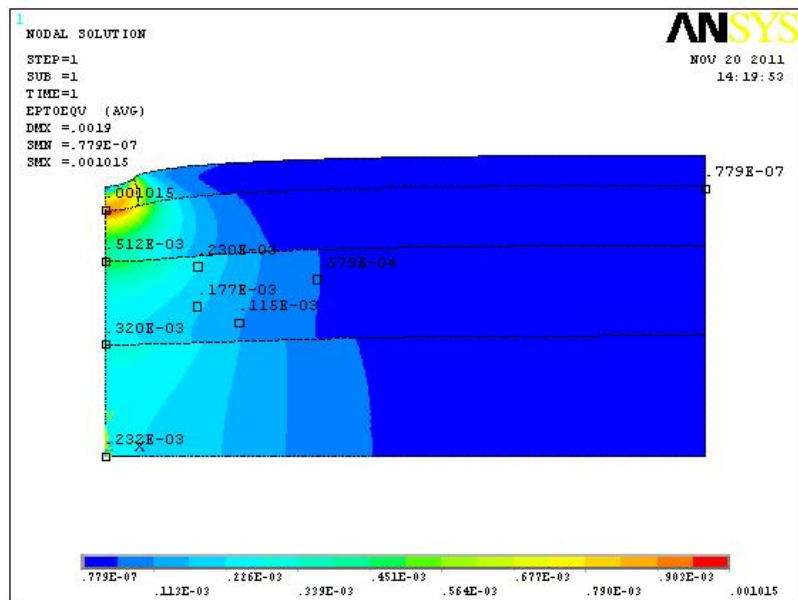 1
NODAL SOLUTION
ANSYS
STEP=1
NOV 20 2011
SUB =1
14:19:53
TIME=1
EPTOEQV (AVG)
DMX =.0019
SMN =.779E-07
SMX =.001015
.779E-07
.001015
.512E-03
.230E-03
.579E-04
.177E-03
.115E-03
.320E-03
.232E-03
X
.779E-07 .226E-03 .451E-03 .677E-03 .903E-03
.113E-03 .339E-03 .564E-03 .790E-03 .001015